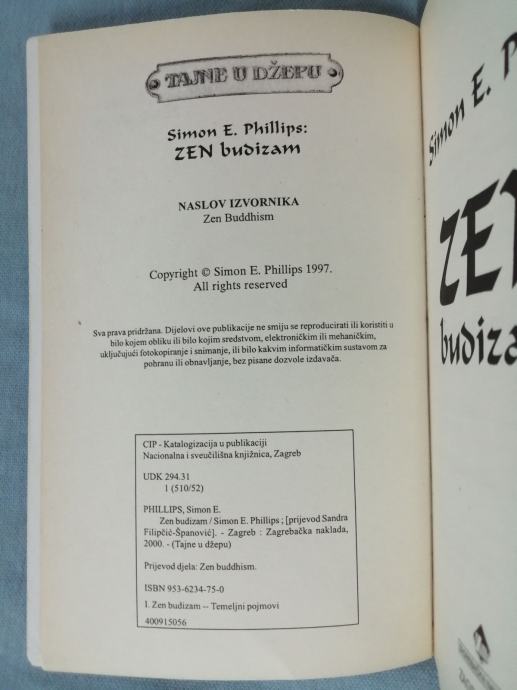 TAJNE U DŽEPU
Simon E. Phillips:
ZEN budizam
NASLOV IZVORNIKA
Zen Buddhism
Copyright © Simon E. Phillips 1997.
All rights reserved
Sva prava pridržana. Dijelovi ove publikacije ne smiju se reproducirati ili koristiti u
bilo kojem obliku ili bilo kojim sredstvom, elektroničkim ili mehaničkim,
uključujući fotokopiranje i snimanje, ili bilo kakvim informatičkim sustavom za
pohranu ili obnavljanje, bez pisane dozvole izdavača.
CIP - Katalogizacija u publikaciji
Nacionalna i sveučilišna knjižnica, Zagreb
UDK 294.31
1 (510/52)
PHILLIPS, Simon E.
Zen budizam / Simon E. Phillips ; [prijevod Sandra
Filipčić-Španović]. - Zagreb : Zagrebačka naklada,
2000. - (Tajne u džepu)
Prijevod djela: Zen buddhism.
ISBN 953-6234-75-0
1. Zen budizam -- Temeljni pojmovi
400915056
Simon E. P
ZEN
budiza